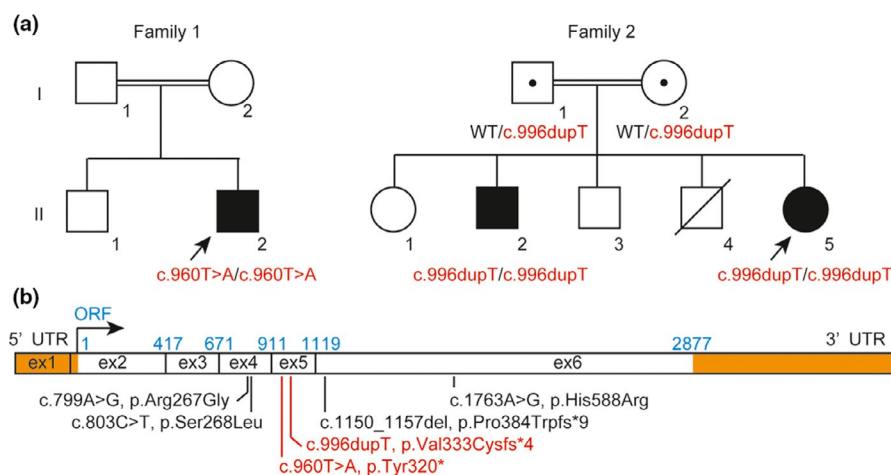 (a)
Family 1
Family 2
I
1
2
1
2
WT/c.996dupT
WT/c.996dupT
II
1
2
1
2
3
4
5
c.960T>A/c.960T>A
c.996dupT/c.996dupT
c.996dupT/c.996dupT
(b)
ORF
5' UTR
1
417
671
911
1119
2877
3' UTR
ex1
ex2
ex3
ex4
ex5
ex6
c.799A>G, p.Arg267Gly
c.1763A>G, p.His588Arg
c.803C>T, p.Ser268Leu
c.1150_1157del, p.Pro384Trpfs*9
c.996dupT, p.Val333Cysfs*4
c.960T>A, p.Tyr320*